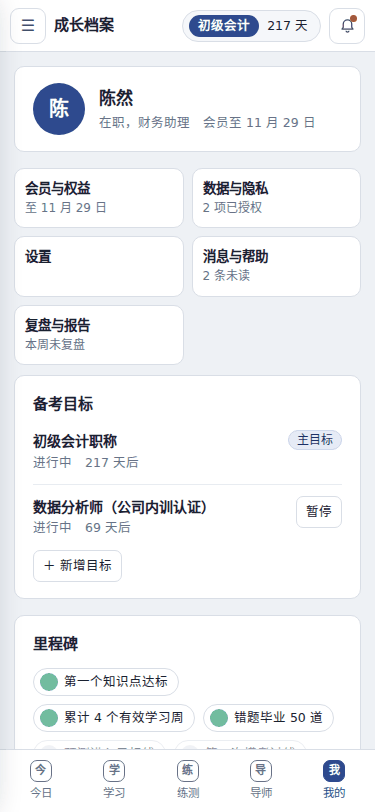 ☰ 成长档案 初级会计 217 天
陈 陈然
在职，财务助理 会员至 11 月 29 日
会员与权益
至 11 月 29 日
数据与隐私
2 项已授权
设置
消息与帮助
2 条未读
复盘与报告
本周未复盘
备考目标
初级会计职称 主目标
进行中 217 天后
数据分析师（公司内训认证） 暂停
进行中 69 天后
＋ 新增目标
里程碑
第一个知识点达标
累计 4 个有效学习周 错题毕业 50 道
今 学 练 导 我
今日 学习 练测 导师 我的